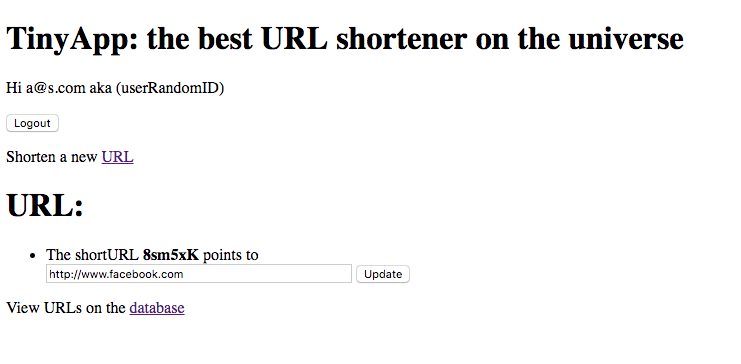 TinyApp: the best URL shortener on the universe
Hi a@s.com aka (userRandomID)
Logout
Shorten a new URL
URL:
• The shortURL 8sm5xK points to
http://www.facebook.com Update
View URLs on the database